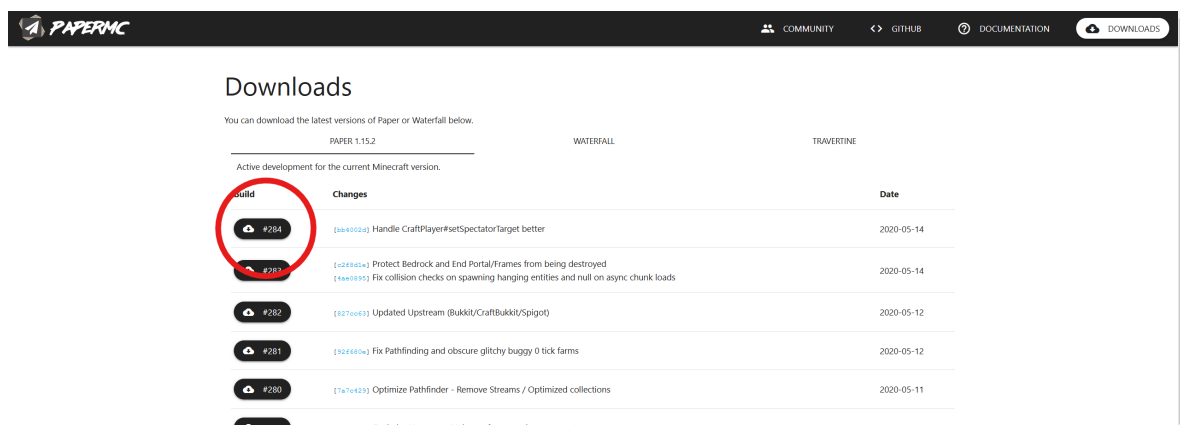 PAPERMC
COMMUNITY
GITHUB
DOCUMENTATION
DOWNLOADS
Downloads
You can download the latest versions of Paper or Waterfall below.
PAPER 1.15.2
WATERFALL
TRAVERTINE
Active development for the current Minecraft version.
Build Changes Date
#284 [bb4002d] Handle CraftPlayer#setSpectatorTarget better 2020-05-14
#283 [c2f8d1e] Protect Bedrock and End Portal/Frames from being destroyed 2020-05-14
[4ae0895] Fix collision checks on spawning hanging entities and null on async chunk loads
#282 [827cc63] Updated Upstream (Bukkit/CraftBukkit/Spigot) 2020-05-12
#281 [92f680e] Fix Pathfinding and obscure glitchy buggy 0 tick farms 2020-05-12
#280 [7a7c429] Optimize Pathfinder - Remove Streams / Optimized collections 2020-05-11